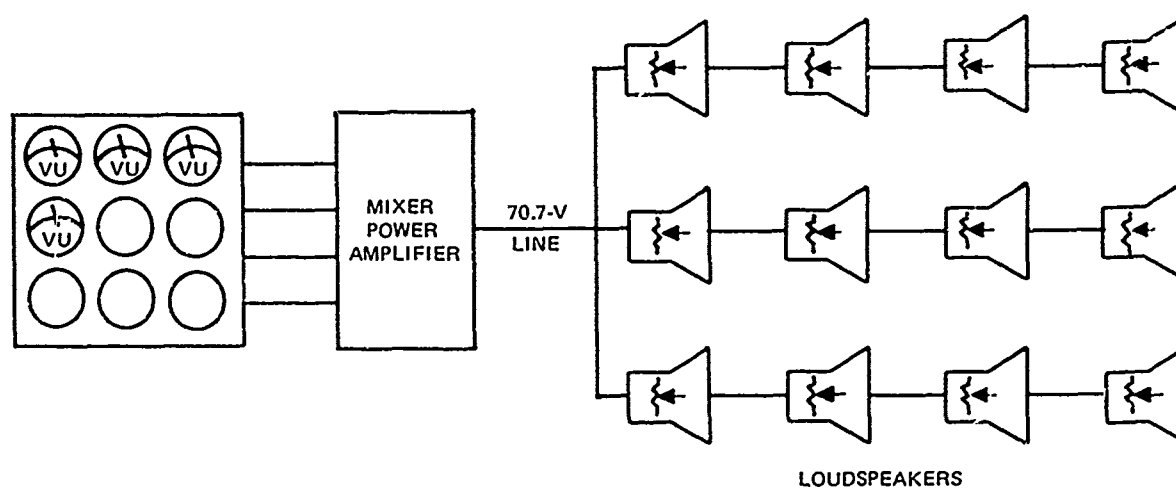 VU VU VU
VU
MIXER
POWER
AMPLIFIER
70.7-V
LINE
LOUDSPEAKERS